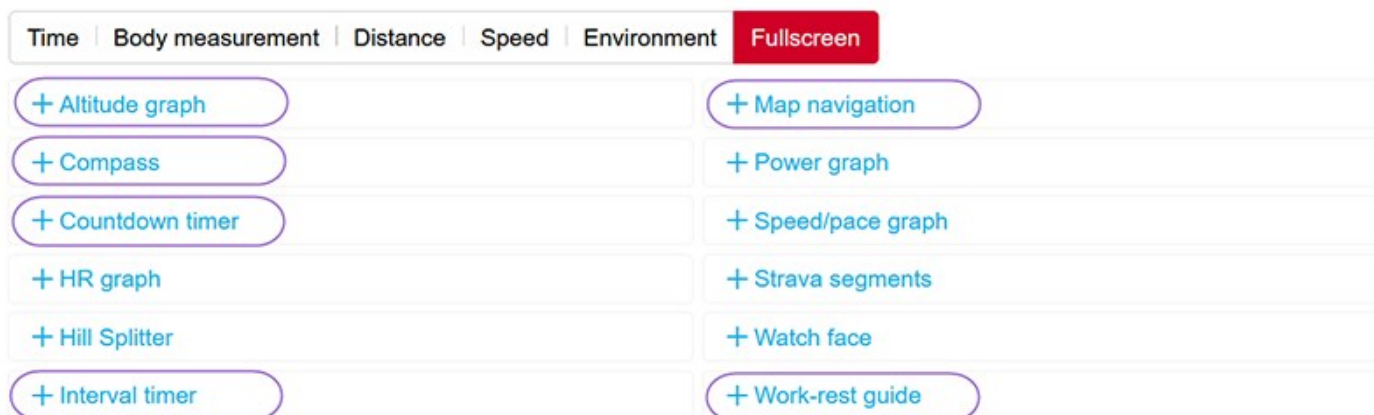 Time Body measurement Distance Speed Environment Fullscreen
+ Altitude graph
+ Compass
+ Countdown timer
+ HR graph
+ Hill Splitter
+ Interval timer
+ Map navigation
+ Power graph
+ Speed/pace graph
+ Strava segments
+ Watch face
+ Work-rest guide